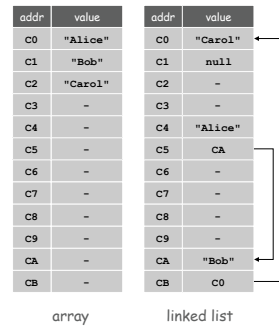 addr value addr value
C0 "Alice" C0 "Carol"
C1 "Bob" C1 null
C2 "Carol" C2 -
C3 - C3 -
C4 - C4 "Alice"
C5 - C5 CA
C6 - C6 -
C7 - C7 -
C8 - C8 -
C9 - C9 -
CA - CA "Bob"
CB - CB C0
array linked list